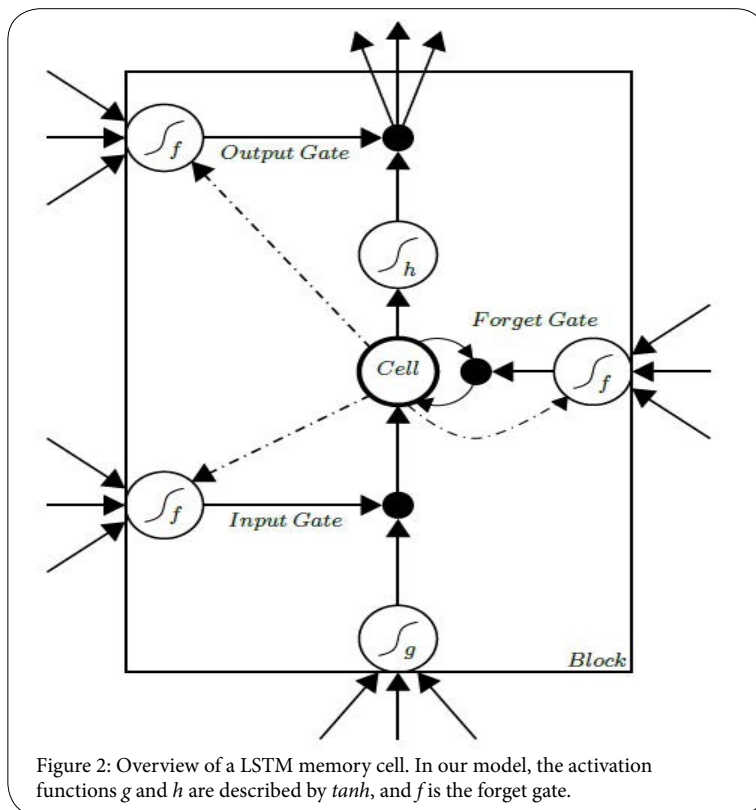 f
Output Gate
h
Forget Gate
Cell
f
f
Input Gate
g
Block
Figure 2: Overview of a LSTM memory cell. In our model, the activation
functions g and h are described by tanh, and f is the forget gate.